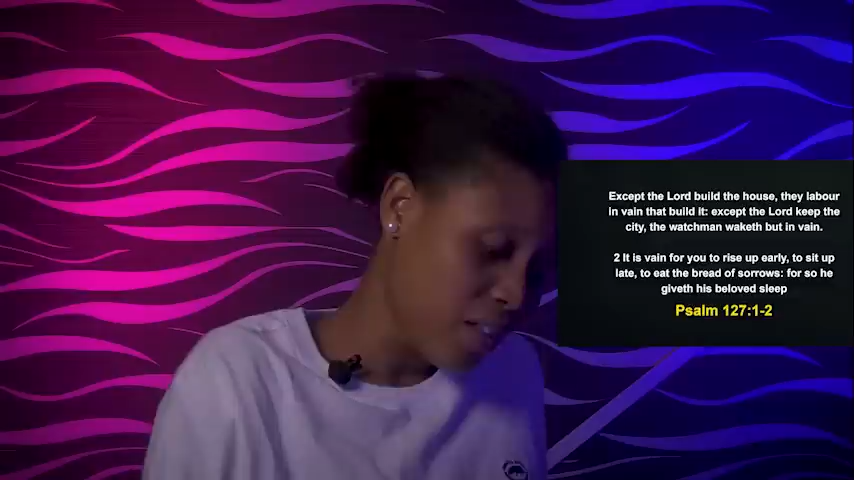 Except the Lord build the house, they labour
in vain that build it: except the Lord keep the
city, the watchman waketh but in vain.
2 It is vain for you to rise up early, to sit up
late, to eat the bread of sorrows: for so he
giveth his beloved sleep
Psalm 127:1-2